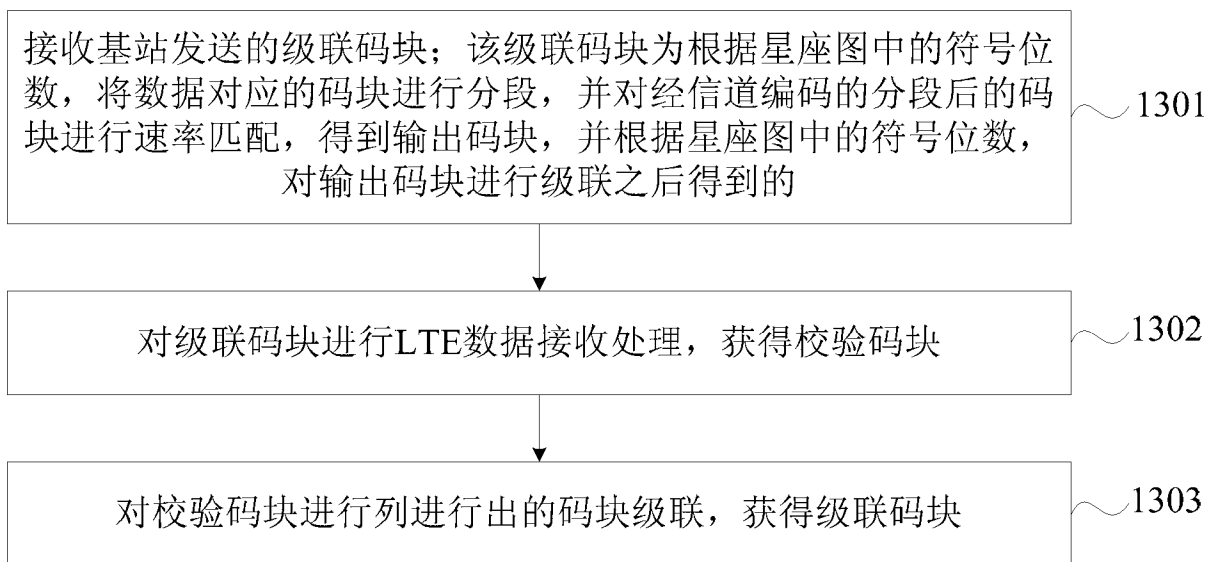 接收基站发送的级联码块；该级联码块为根据星座图中的符号位
数，将数据对应的码块进行分段，并对经信道编码的分段后的码
块进行速率匹配，得到输出码块，并根据星座图中的符号位数，
对输出码块进行级联之后得到的
1301
对级联码块进行LTE数据接收处理，获得校验码块
1302
对校验码块进行列进行出的码块级联，获得级联码块
1303